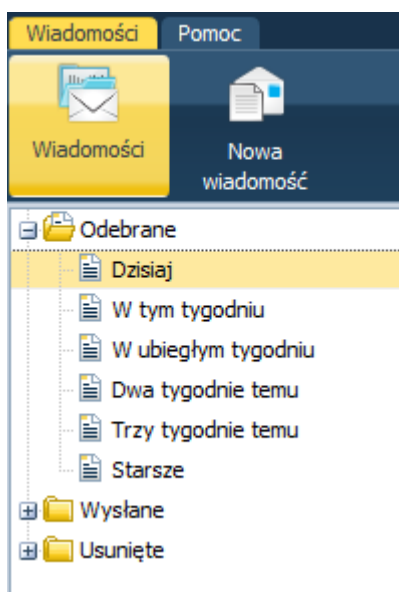 Wiadomości Pomoc
Wiadomości
Nowa
wiadomość
Odebrane
Dzisiaj
W tym tygodniu
W ubiegłym tygodniu
Dwa tygodnie temu
Trzy tygodnie temu
Starsze
Wysłane
Usunięte